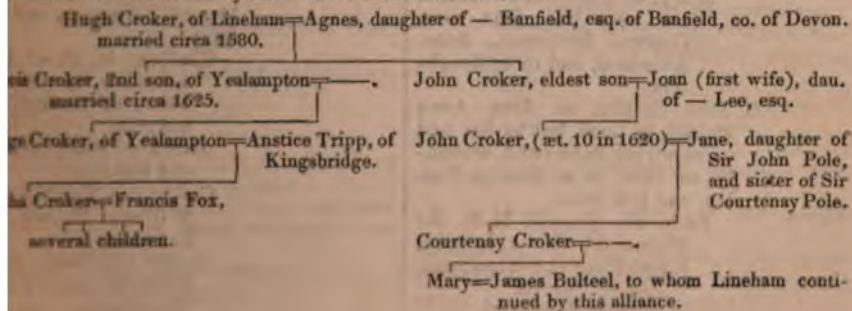 Hugh Croker, of Lineham=Agnes, daughter of — Banfield, esq. of Banfield, co. of Devon.
married circa 1580.
Croker, 2nd son, of Yealampton=—. John Croker, eldest son=Joan (first wife), dau.
married circa 1625. of — Lee, esq.
Croker, of Yealampton=Anstice Tripp, of John Croker, (æt. 10 in 1620)=Jane, daughter of
Kingsbridge. Sir John Pole,
and sister of Sir
Croker=Francis Fox, Courtenay Pole.
several children. Courtenay Croker=—.
Mary=James Bulteel, to whom Lineham conti-
nued by this alliance.